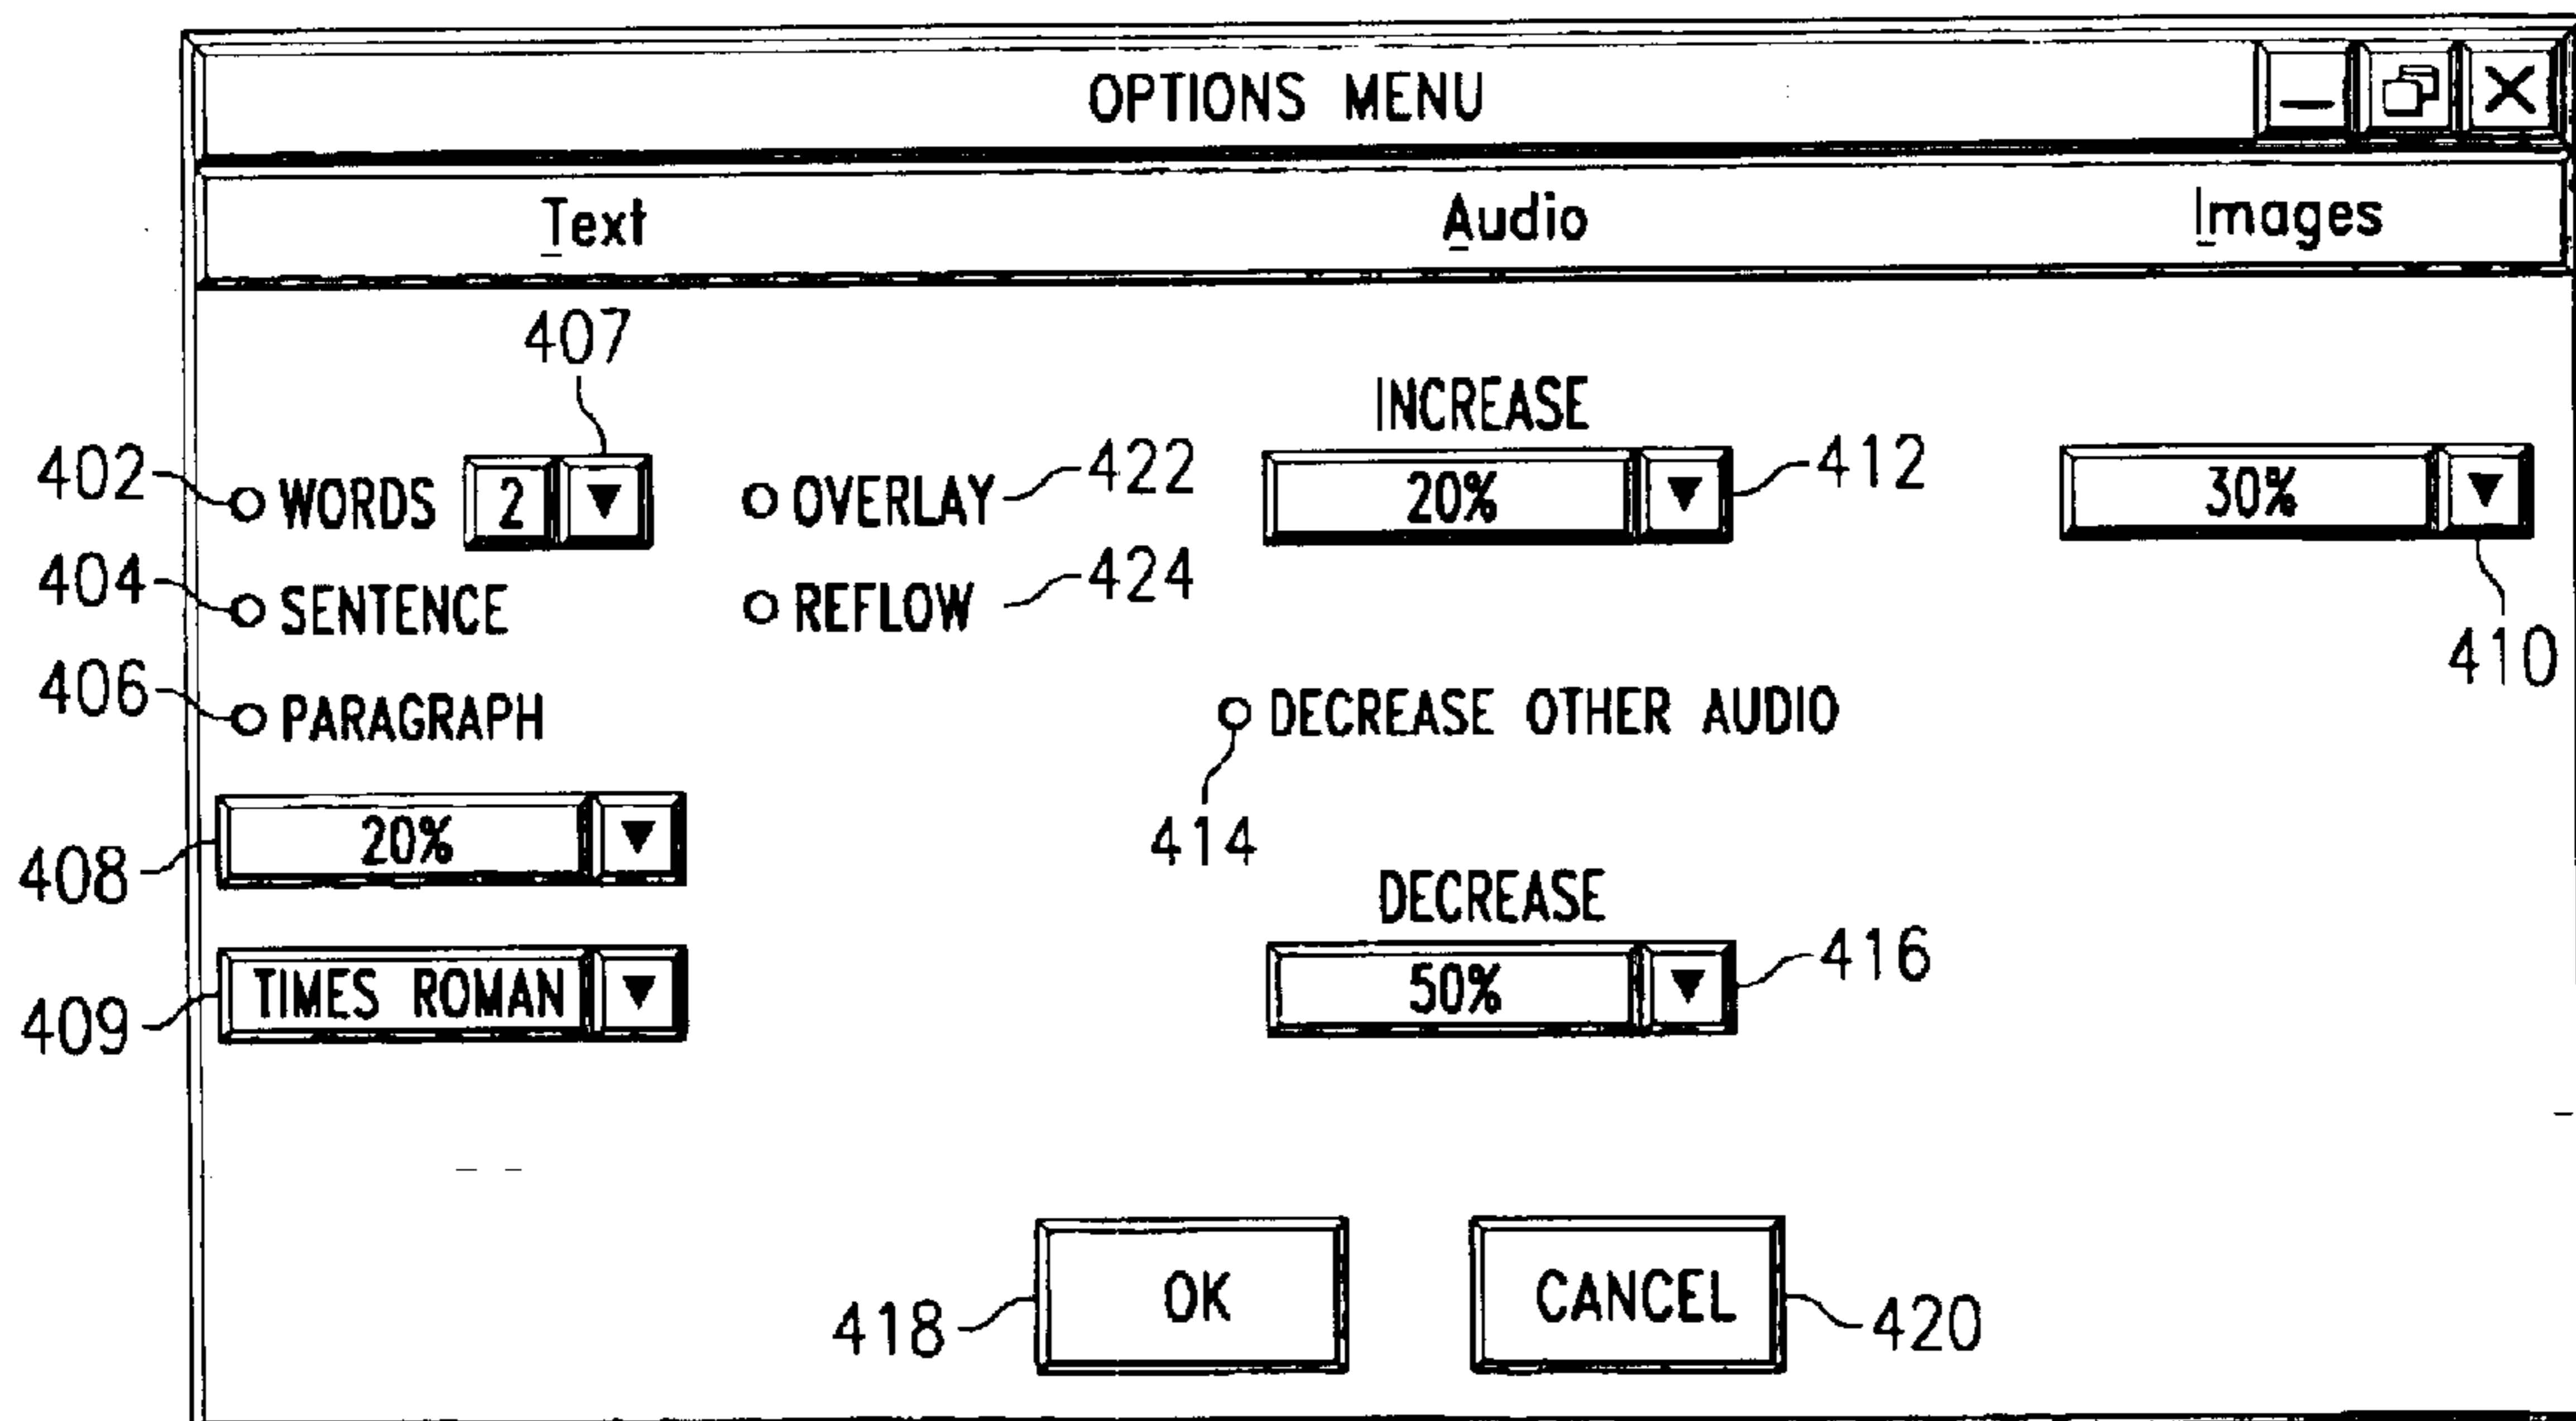 OPTIONS MENU
Text Audio Images
407
INCREASE
402 WORDS 2 OVERLAY 422 20% 412 30%
404 SENTENCE REFLOW 424
410
406 PARAGRAPH DECREASE OTHER AUDIO
408 20% 414
DECREASE
409 TIMES ROMAN 50% 416
418 OK CANCEL 420